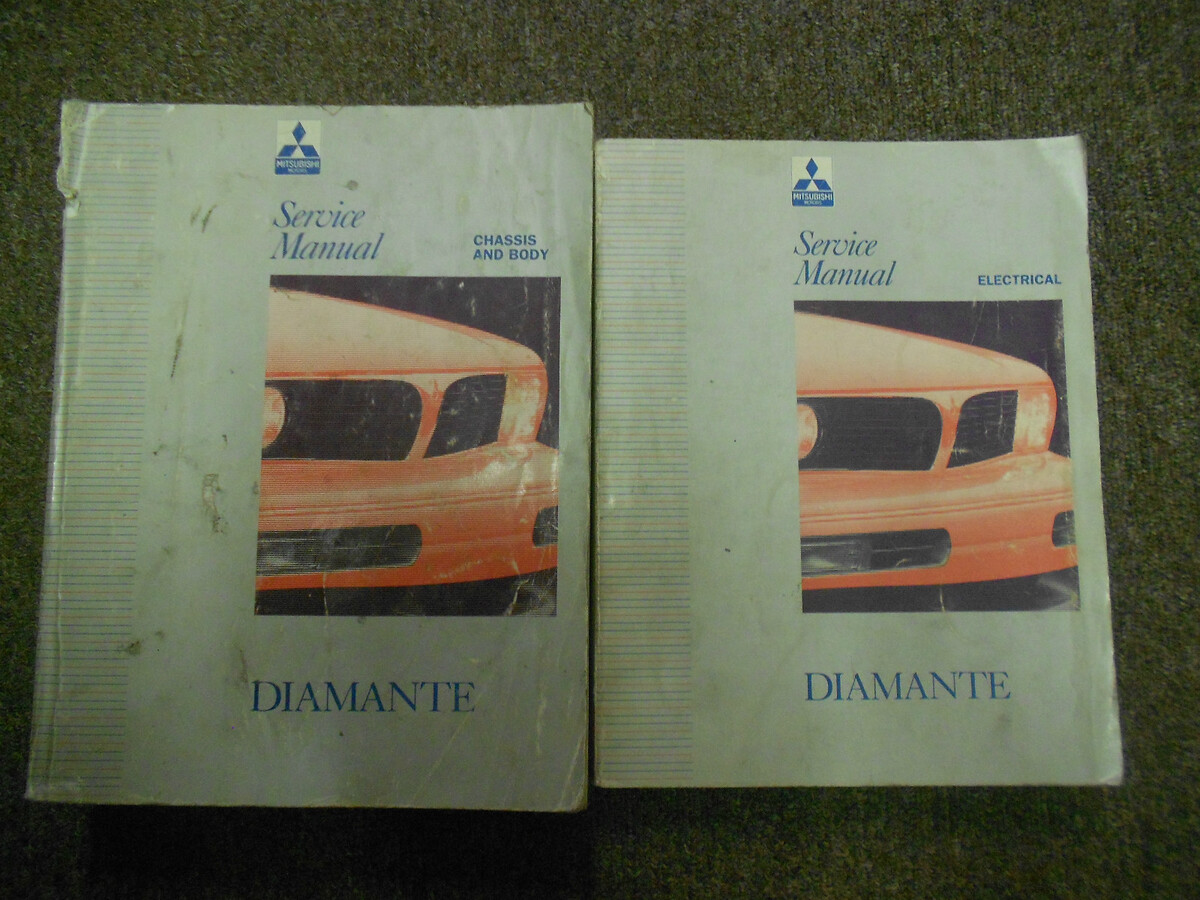 MITSUBISHI
MOTORS
Service
Manual
CHASSIS
AND BODY
DIAMANTE
MITSUBISHI
MOTORS
Service
Manual
ELECTRICAL
DIAMANTE